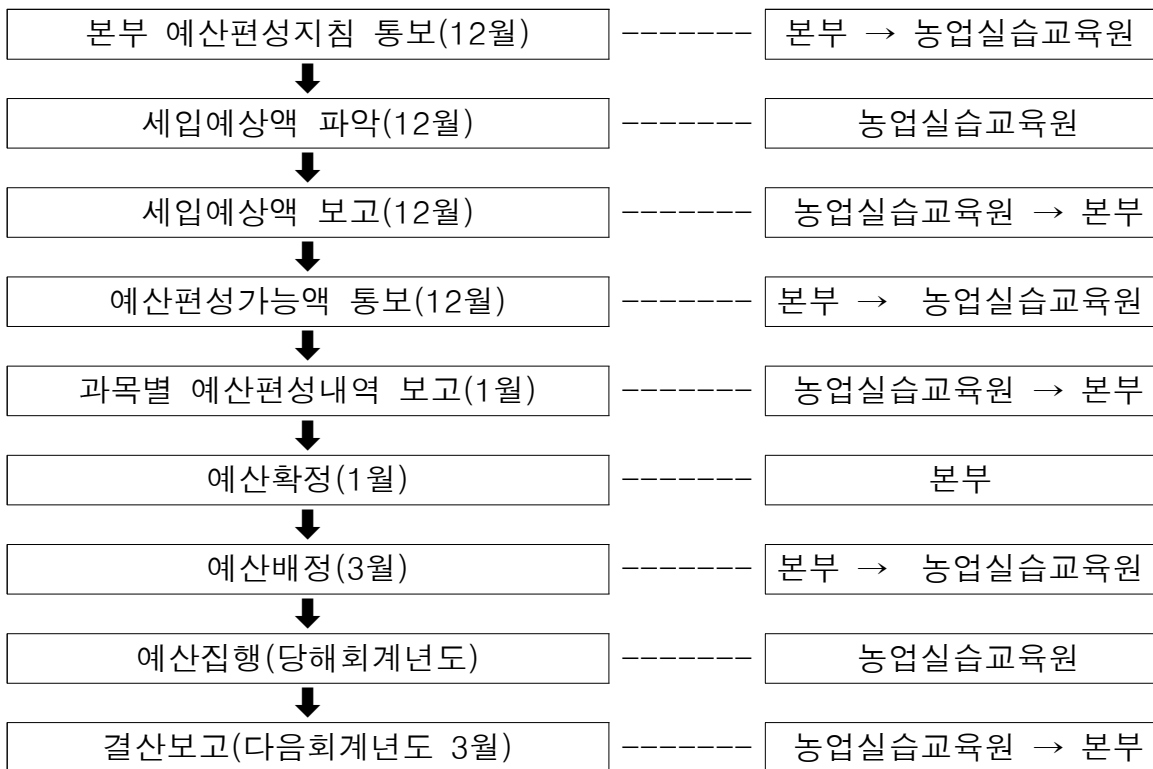 본부 예산편성지침 통보(12월) ------- 본부 → 농업실습교육원
세입예상액 파악(12월) ------- 농업실습교육원
세입예상액 보고(12월) ------- 농업실습교육원 → 본부
예산편성가능액 통보(12월) ------- 본부 → 농업실습교육원
과목별 예산편성내역 보고(1월) ------- 농업실습교육원 → 본부
예산확정(1월) ------- 본부
예산배정(3월) ------- 본부 → 농업실습교육원
예산집행(당해회계년도) ------- 농업실습교육원
결산보고(다음회계년도 3월) ------- 농업실습교육원 → 본부